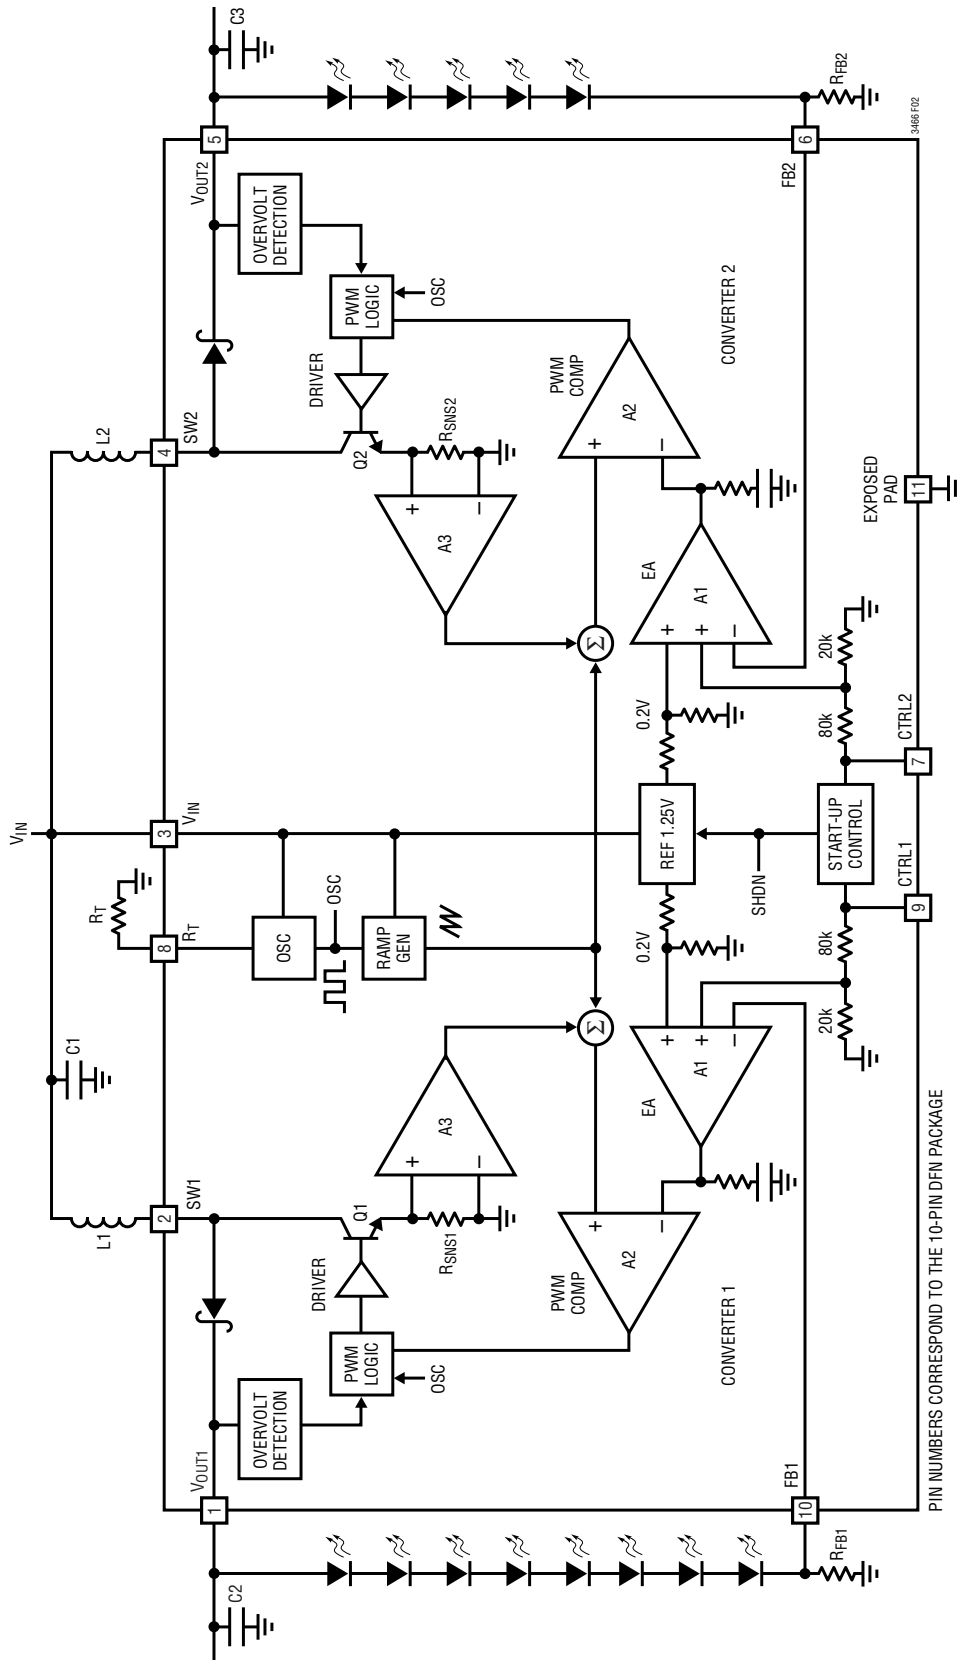 VIN
L1
C1
RT
L2
C3
2
8
3
4
SW1
RT
VIN
SW2
1
VOUT1
VOUT2
5
C2
OVERVOLT
DETECTION
PWM
LOGIC
OSC
DRIVER
Q1
RSNS1
+
−
A3
OSC
OSC
RAMP
GEN
+
−
A3
Q2
RSNS2
DRIVER
PWM
LOGIC
OSC
OVERVOLT
DETECTION
PWM
COMP
+
−
A2
Σ
Σ
+
−
A2
PWM
COMP
CONVERTER 1
EA
+
+
−
A1
0.2V
REF 1.25V
0.2V
+
+
−
A1
EA
CONVERTER 2
SHDN
10
FB1
RFB1
20k
80k
START-UP
CONTROL
80k
20k
FB2
6
RFB2
CTRL1
9
CTRL2
7
EXPOSED
PAD
11
PIN NUMBERS CORRESPOND TO THE 10-PIN DFN PACKAGE
3466 F02